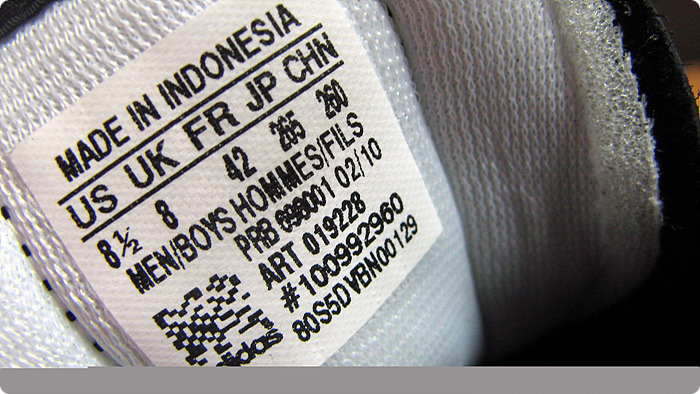 MADE IN INDONESIA
US UK FR JP CHN
8½ 8 42 265 260
MEN/BOYS HOMMES/FILS
PRB 02/10
ART 019228
#100992960
80S5DVBN00129
adidas